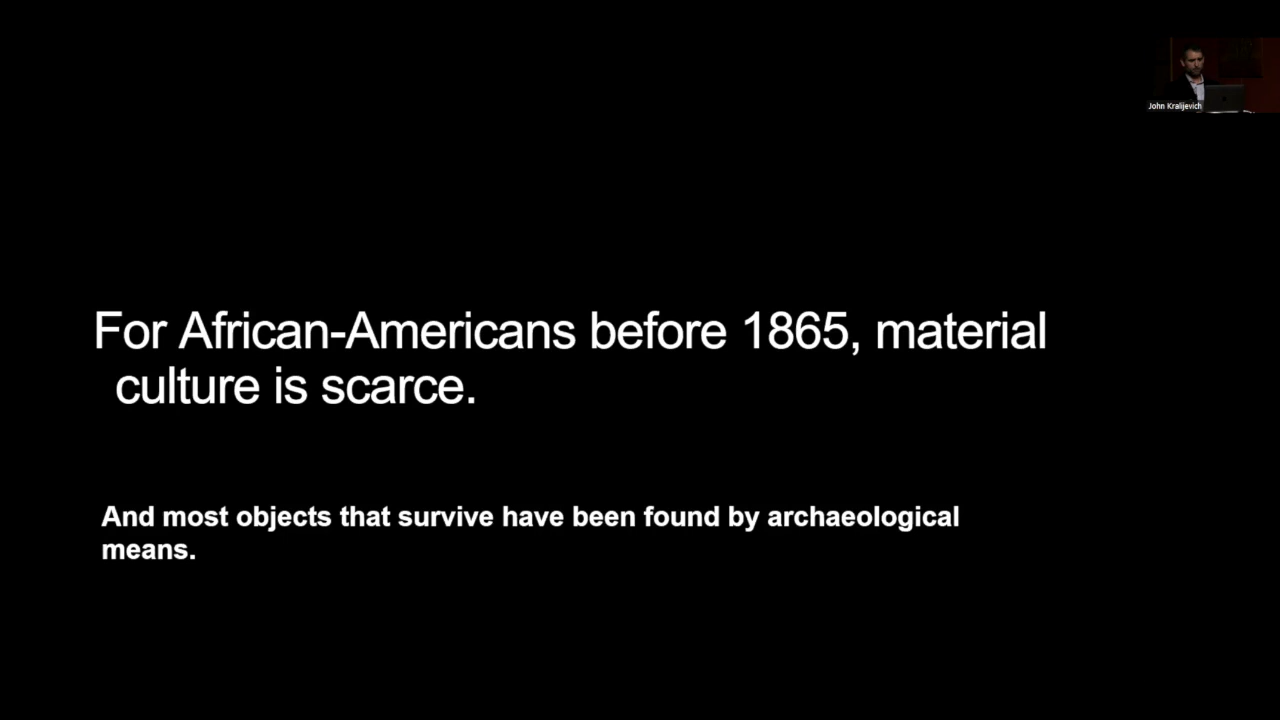 John Kraljevich
For African-Americans before 1865, material
culture is scarce.
And most objects that survive have been found by archaeological
means.